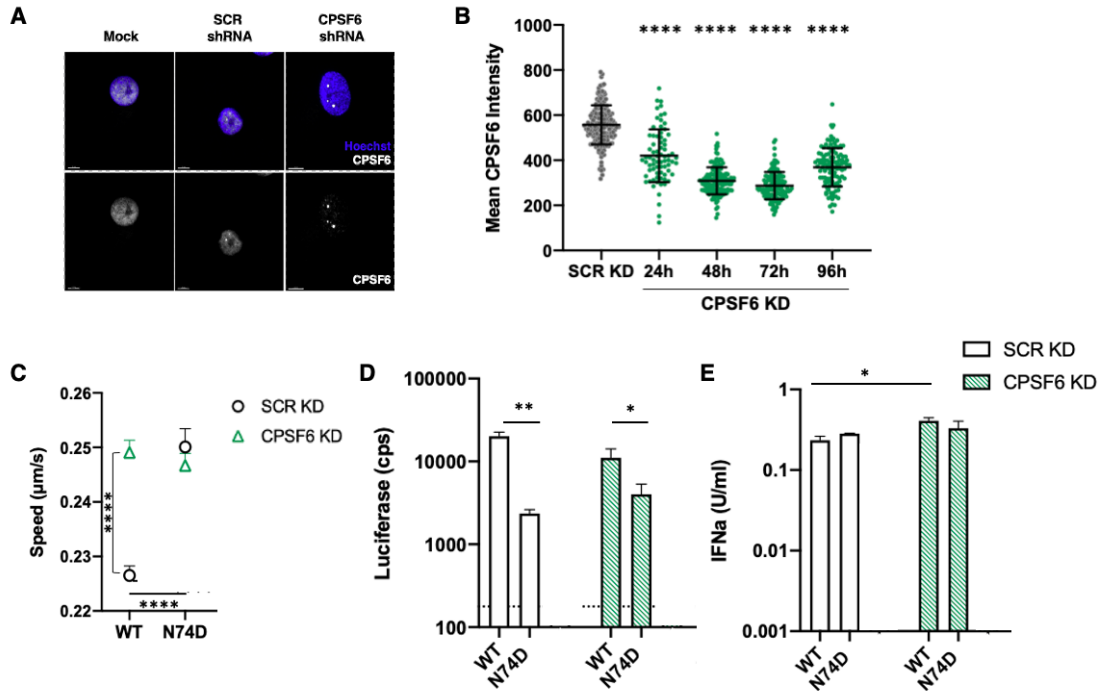 A
Mock
SCR
shRNA
CPSF6
shRNA
Hoechst
CPSF6
CPSF6
B
Mean CPSF6 Intensity
1000
800
600
400
200
0
**** **** **** ****
SCR KD 24h 48h 72h 96h
CPSF6 KD
C
Speed (µm/s)
0.26
0.25
0.24
0.23
0.22
****
****
WT N74D
SCR KD
CPSF6 KD
D
Luciferase (cps)
100000
10000
1000
100
**
*
WT
N74D
WT
N74D
E
SCR KD
CPSF6 KD
IFNa (U/ml)
1
0.1
0.01
0.001
*
WT
N74D
WT
N74D